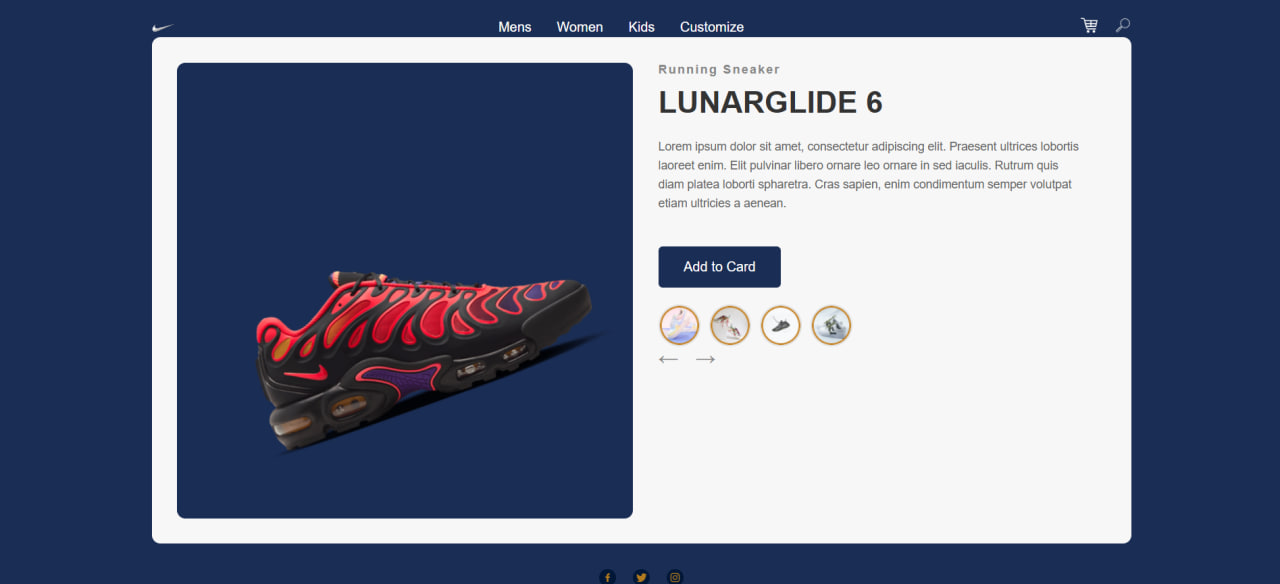 Mens Women Kids Customize
Running Sneaker
LUNARGLIDE 6
Lorem ipsum dolor sit amet, consectetur adipiscing elit. Praesent ultrices lobortis
laoreet enim. Elit pulvinar libero ornare leo ornare in sed iaculis. Rutrum quis
diam platea loborti spharetra. Cras sapien, enim condimentum semper volutpat
etiam ultricies a aenean.
Add to Card